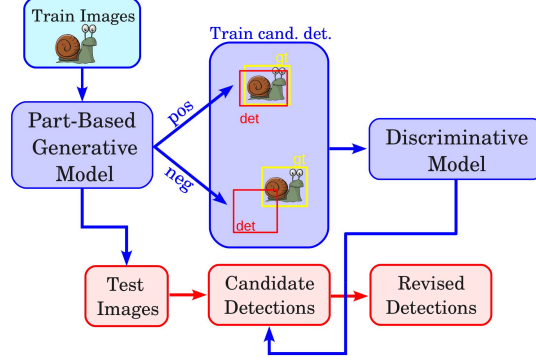 Train Images
Train cand. det.
gt
det
pos
Part-Based
Generative
Model
neg
Discriminative
Model
gt
det
Test
Images
Candidate
Detections
Revised
Detections